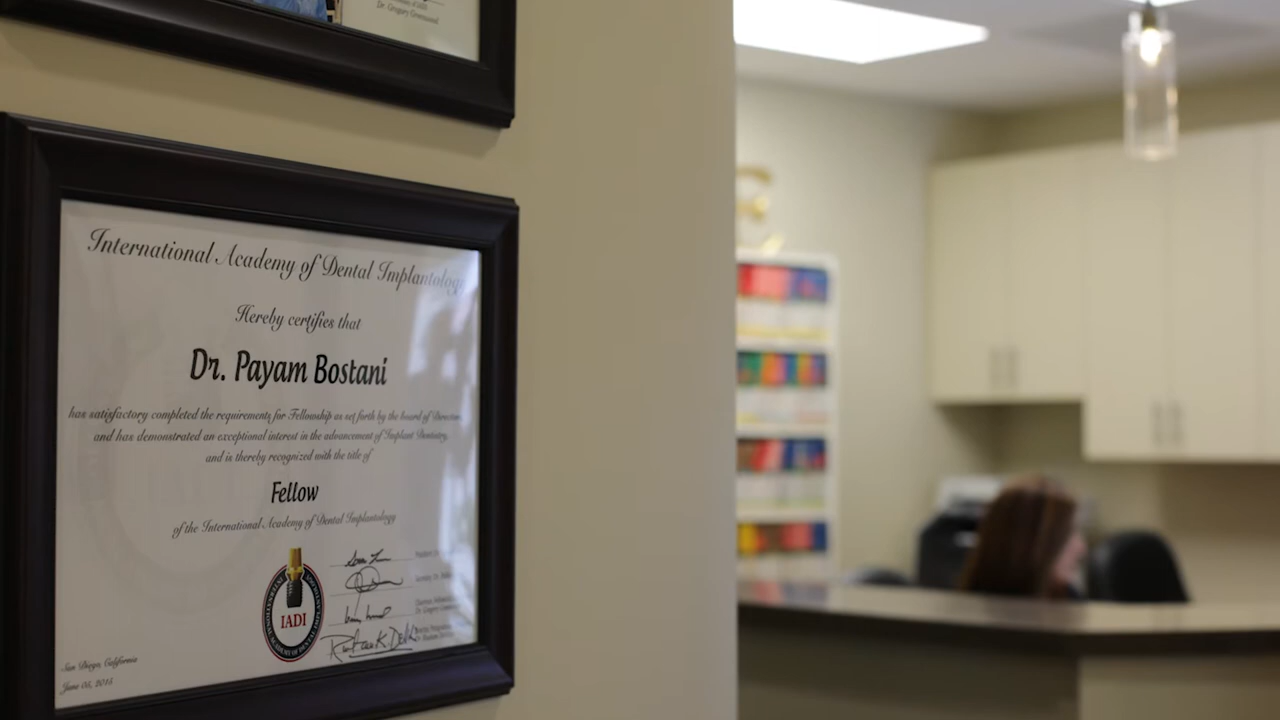 Dr. Gregory Greenwood
International Academy of Dental Implantology
Hereby certifies that
Dr. Payam Bostani
has satisfactory completed the requirements for Fellowship as set forth by the board of Directors
and has demonstrated an exceptional interest in the advancement of Implant Dentistry,
and is thereby recognized with the title of
Fellow
of the International Academy of Dental Implantology
IADI
San Diego, California